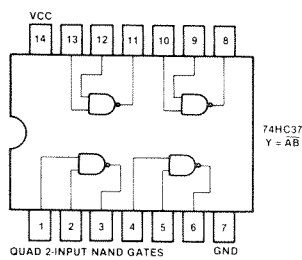 VCC
14 13 12 11 10 9 8
74HC37
Y = A̅B̅
1 2 3 4 5 6 7
QUAD 2-INPUT NAND GATES GND